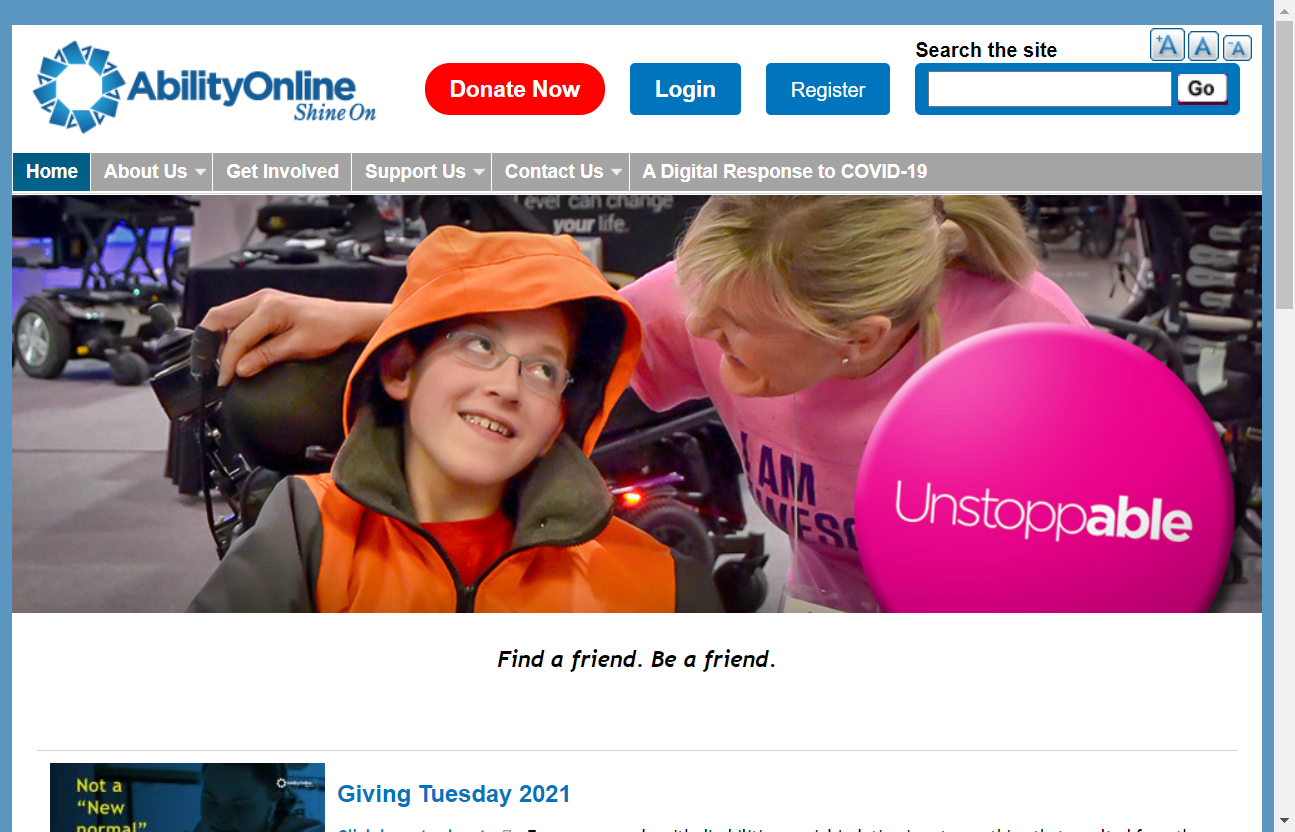 AbilityOnline
Shine On
Donate Now
Login
Register
Search the site
+A
A
-A
Go
Home
About Us
Get Involved
Support Us
Contact Us
A Digital Response to COVID-19
ever can change
your life.
I AM
Unstoppable
Find a friend. Be a friend.
Not a
“New
normal”
AbilityOnline
Giving Tuesday 2021